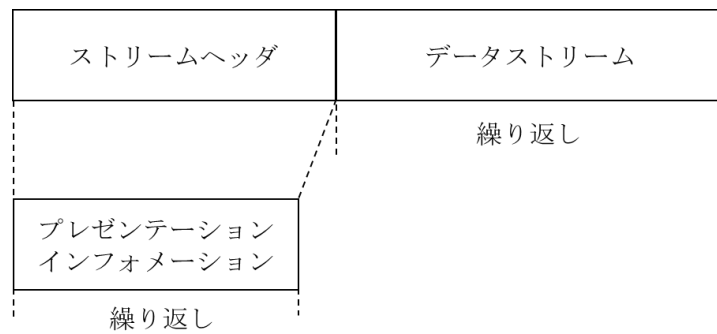 ストリームヘッダ
データストリーム
繰り返し
プレゼンテーション
インフォメーション
繰り返し